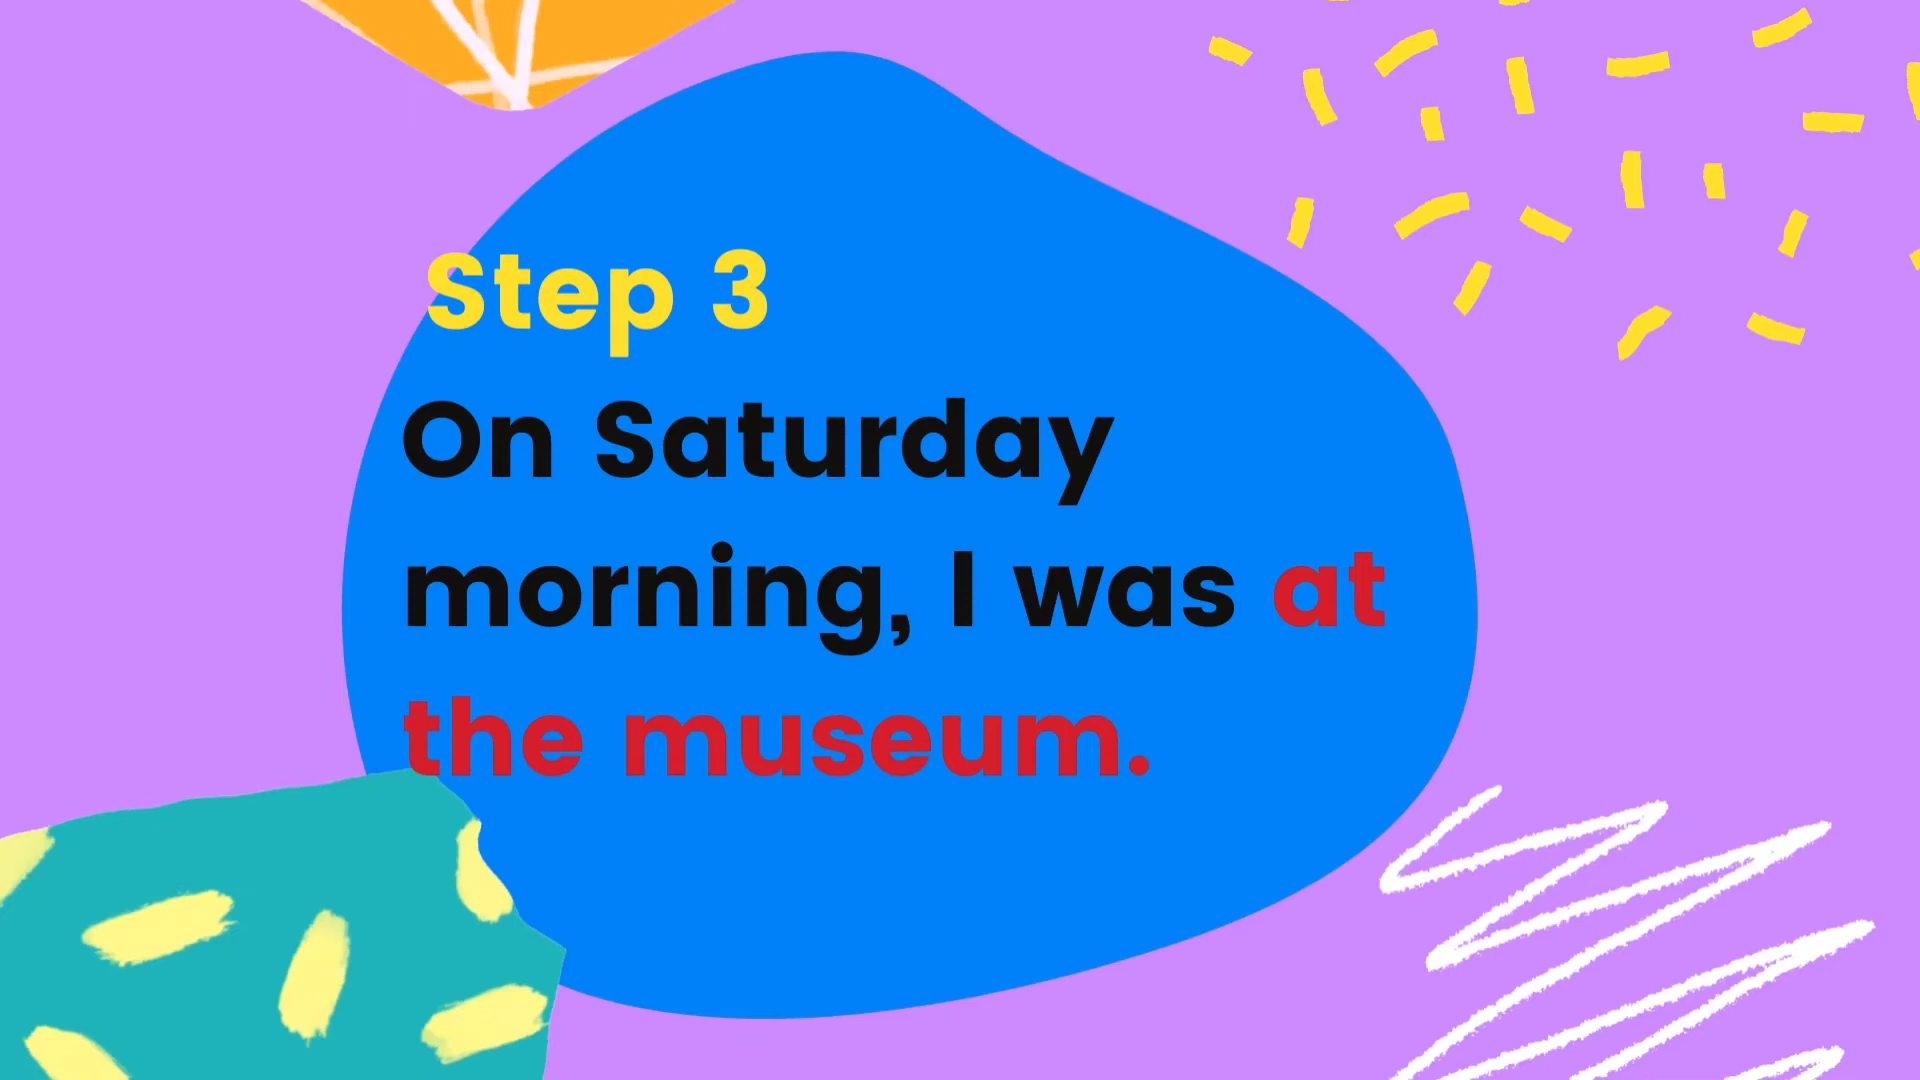 Step 3
On Saturday
morning, I was at
the museum.